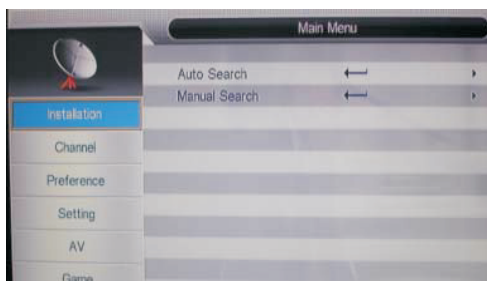 Main Menu
Auto Search
Manual Search
Installation
Channel
Preference
Setting
AV
Game